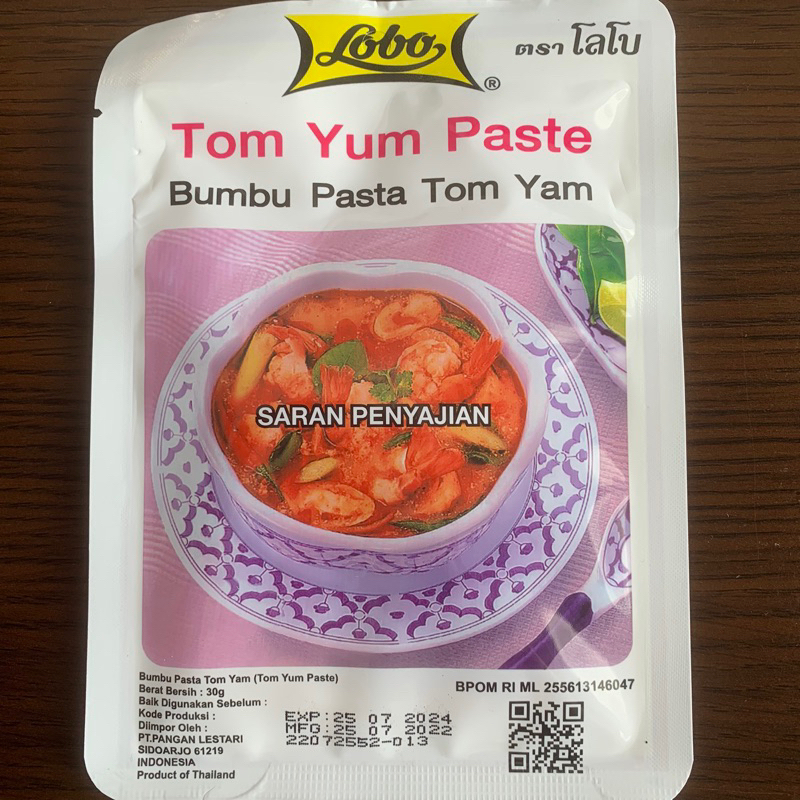 Lobo
®
ตรา โลโบ
Tom Yum Paste
Bumbu Pasta Tom Yam
SARAN PENYAJIAN
Bumbu Pasta Tom Yam (Tom Yum Paste)
Berat Bersih : 30g
Baik Digunakan Sebelum :
Kode Produksi :
Diimpor Oleh :
PT.PANGAN LESTARI
SIDOARJO 61219
INDONESIA
Product of Thailand
EXP:25 07 2024
MFG:25 07 2022
22072552-013
BPOM RI ML 255613146047